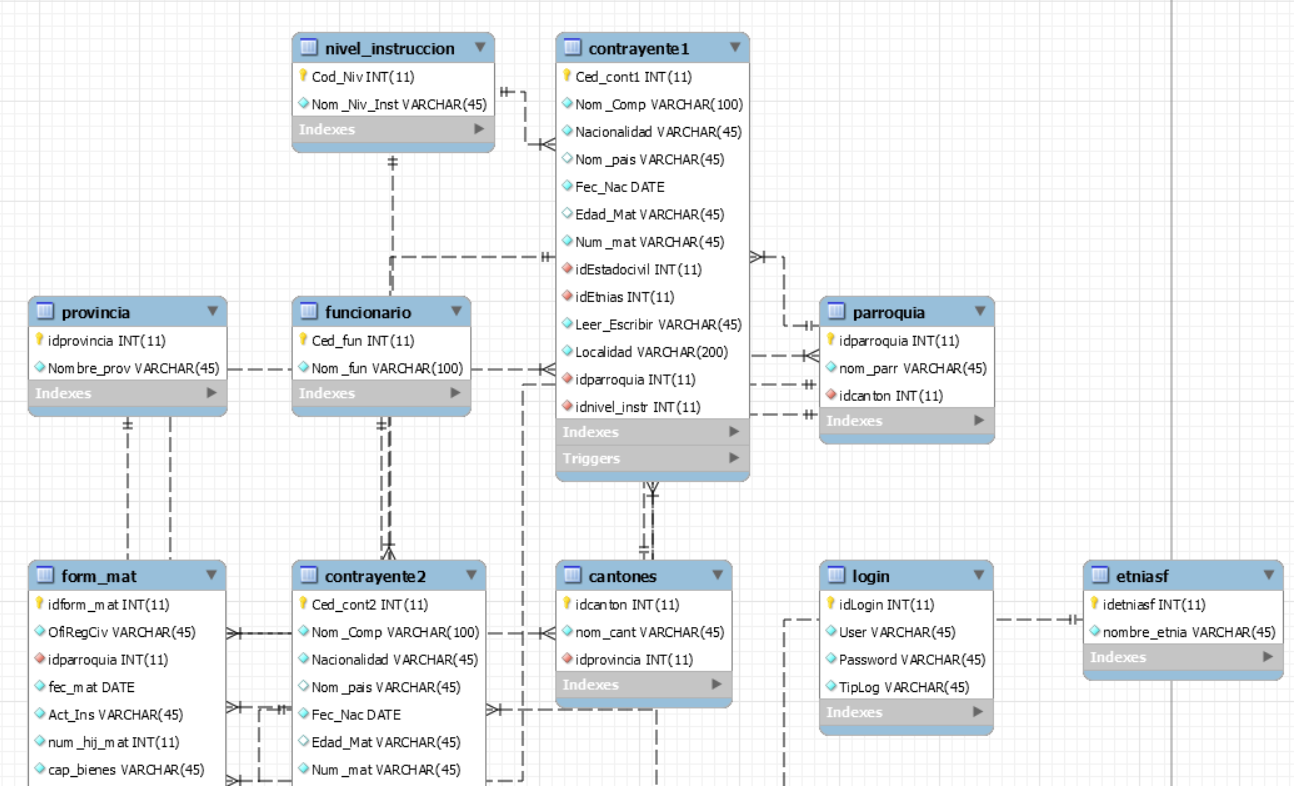 nivel_instruccion
Cod_Niv INT(11)
Nom_Niv_Inst VARCHAR(45)
Indexes
contrayente1
Ced_cont1 INT(11)
Nom_Comp VARCHAR(100)
Nacionalidad VARCHAR(45)
Nom_pais VARCHAR(45)
Fec_Nac DATE
Edad_Mat VARCHAR(45)
Num_mat VARCHAR(45)
idEstadocivil INT(11)
idEtnias INT(11)
Leer_Escribir VARCHAR(45)
Localidad VARCHAR(200)
idparroquia INT(11)
idnivel_instr INT(11)
Indexes
Triggers
provincia
idprovincia INT(11)
Nombre_prov VARCHAR(45)
Indexes
funcionario
Ced_fun INT(11)
Nom_fun VARCHAR(100)
Indexes
parroquia
idparroquia INT(11)
nom_parr VARCHAR(45)
idcanton INT(11)
Indexes
form_mat
idform_mat INT(11)
OfiRegCiv VARCHAR(45)
idparroquia INT(11)
fec_mat DATE
Act_Ins VARCHAR(45)
num_hij_mat INT(11)
cap_bienes VARCHAR(45)
contrayente2
Ced_cont2 INT(11)
Nom_Comp VARCHAR(100)
Nacionalidad VARCHAR(45)
Nom_pais VARCHAR(45)
Fec_Nac DATE
Edad_Mat VARCHAR(45)
Num_mat VARCHAR(45)
cantones
idcanton INT(11)
nom_cant VARCHAR(45)
idprovincia INT(11)
Indexes
login
idLogin INT(11)
User VARCHAR(45)
Password VARCHAR(45)
TipLog VARCHAR(45)
Indexes
etniasf
idetniasf INT(11)
nombre_etnia VARCHAR(45)
Indexes